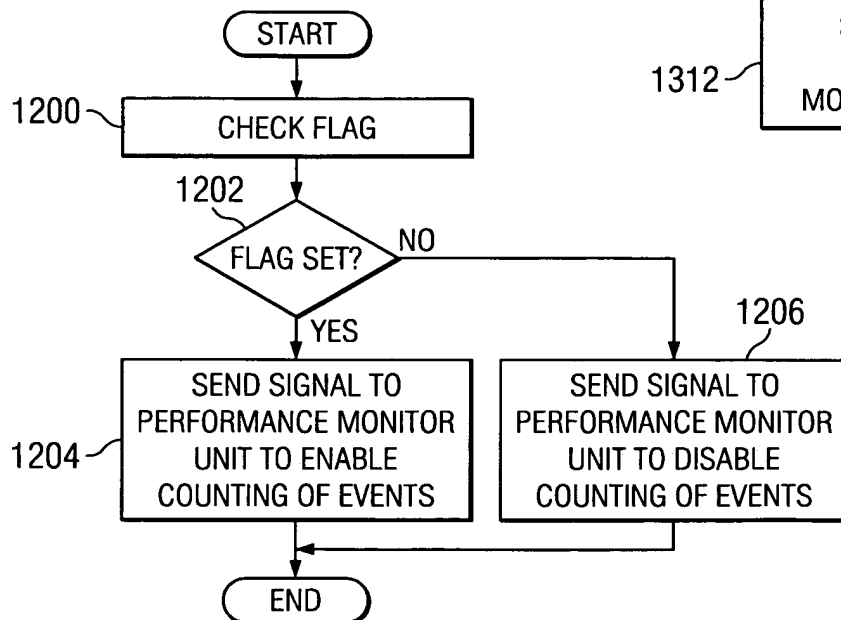 START
1200
CHECK FLAG
1202
FLAG SET?
NO
YES
1204
SEND SIGNAL TO
PERFORMANCE MONITOR
UNIT TO ENABLE
COUNTING OF EVENTS
1206
SEND SIGNAL TO
PERFORMANCE MONITOR
UNIT TO DISABLE
COUNTING OF EVENTS
END
1312